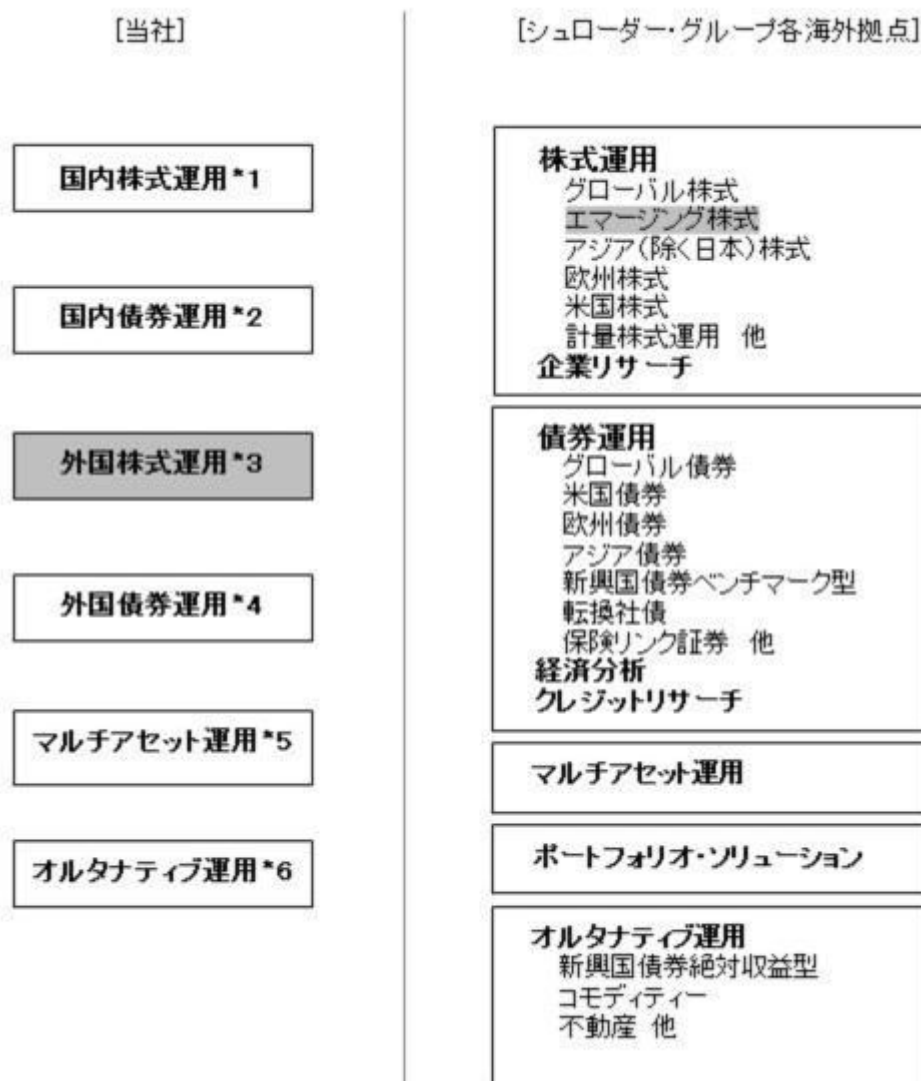 [当社]
国内株式運用*1
国内債券運用*2
外国株式運用*3
外国債券運用*4
マルチアセット運用*5
オルタナティブ運用*6
[シュローダー・グループ各海外拠点]
株式運用
グローバル株式
エマージング株式
アジア(除く日本)株式
欧州株式
米国株式
計量株式運用 他
企業リサーチ
債券運用
グローバル債券
米国債券
欧州債券
アジア債券
新興国債券ベンチマーク型
転換社債
保険リンク証券 他
経済分析
クレジットリサーチ
マルチアセット運用
ポートフォリオ・ソリューション
オルタナティブ運用
新興国債券絶対収益型
コモディティー
不動産 他